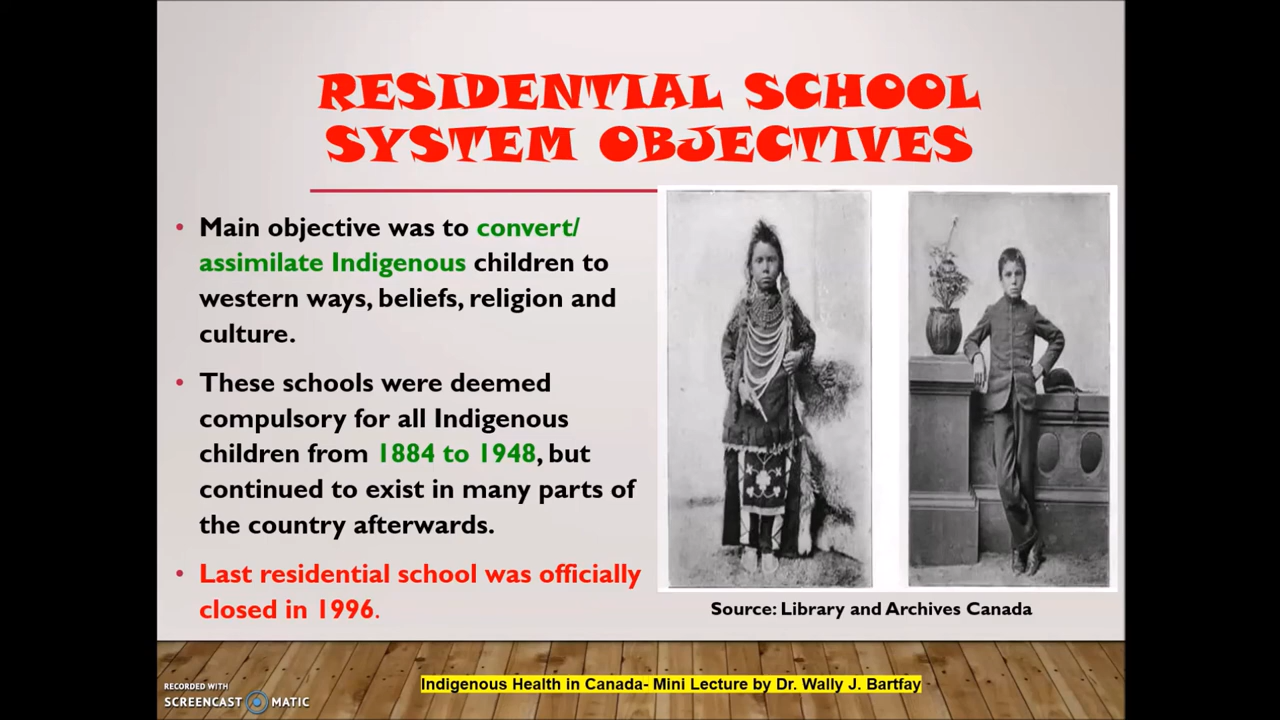 RESIDENTIAL SCHOOL
SYSTEM OBJECTIVES
• Main objective was to convert/
assimilate Indigenous children to
western ways, beliefs, religion and
culture.
• These schools were deemed
compulsory for all Indigenous
children from 1884 to 1948, but
continued to exist in many parts of
the country afterwards.
• Last residential school was officially
closed in 1996.
Source: Library and Archives Canada
Indigenous Health in Canada- Mini Lecture by Dr. Wally J. Bartfay
RECORDED WITH
SCREENCAST MATIC